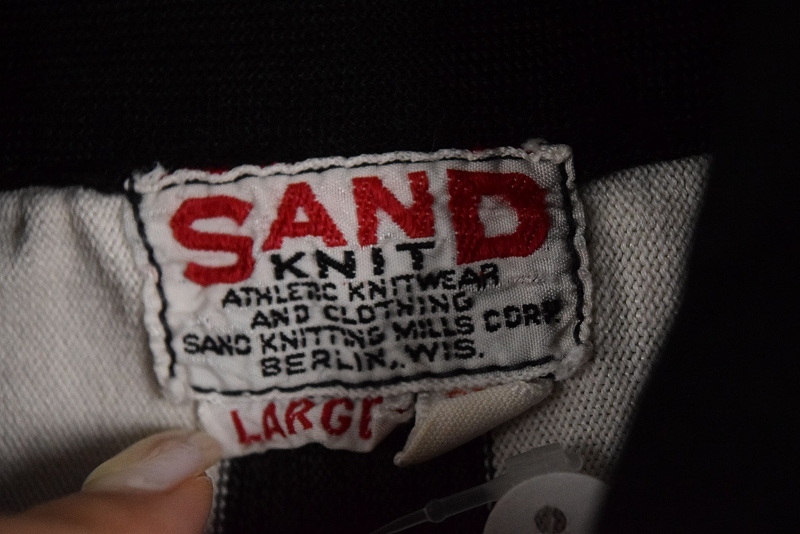 SAND
KNIT
ATHLETIC KNITWEAR
AND CLOTHING
SAND KNITTING MILLS CORP.
BERLIN, WIS.
LARGE